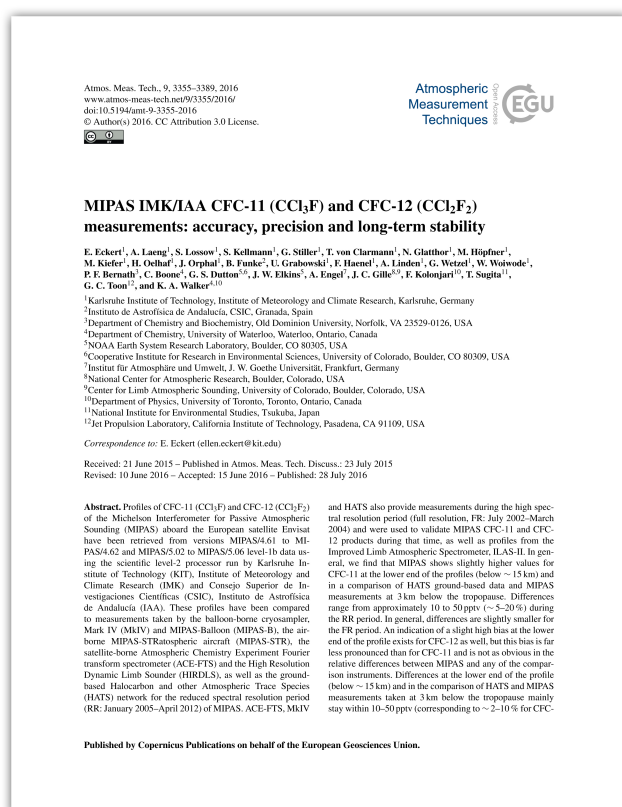 Atmos. Meas. Tech., 9, 3355–3389, 2016
www.atmos-meas-tech.net/9/3355/2016/
doi:10.5194/amt-9-3355-2016
© Author(s) 2016. CC Attribution 3.0 License.
Atmospheric
Measurement
Techniques
Open Access
EGU
MIPAS IMK/IAA CFC-11 (CCl3F) and CFC-12 (CCl2F2)
measurements: accuracy, precision and long-term stability
E. Eckert1, A. Laeng1, S. Lossow1, S. Kellmann1, G. Stiller1, T. von Clarmann1, N. Glatthor1, M. Höpfner1,
M. Kiefer1, H. Oelhaf1, J. Orphal1, B. Funke2, U. Grabowski1, F. Haenel1, A. Linden1, G. Wetzel1, W. Woiwode1,
P. F. Bernath3, C. Boone4, G. S. Dutton5,6, J. W. Elkins5, A. Engel7, J. C. Gille8,9, F. Kolonjari10, T. Sugita11,
G. C. Toon12, and K. A. Walker4,10
1Karlsruhe Institute of Technology, Institute of Meteorology and Climate Research, Karlsruhe, Germany
2Instituto de Astrofísica de Andalucía, CSIC, Granada, Spain
3Department of Chemistry and Biochemistry, Old Dominion University, Norfolk, VA 23529-0126, USA
4Department of Chemistry, University of Waterloo, Waterloo, Ontario, Canada
5NOAA Earth System Research Laboratory, Boulder, CO 80305, USA
6Cooperative Institute for Research in Environmental Sciences, University of Colorado, Boulder, CO 80309, USA
7Institut für Atmosphäre und Umwelt, J. W. Goethe Universität, Frankfurt, Germany
8National Center for Atmospheric Research, Boulder, Colorado, USA
9Center for Limb Atmospheric Sounding, University of Colorado, Boulder, Colorado, USA
10Department of Physics, University of Toronto, Toronto, Ontario, Canada
11National Institute for Environmental Studies, Tsukuba, Japan
12Jet Propulsion Laboratory, California Institute of Technology, Pasadena, CA 91109, USA
Correspondence to: E. Eckert (ellen.eckert@kit.edu)
Received: 21 June 2015 – Published in Atmos. Meas. Tech. Discuss.: 23 July 2015
Revised: 10 June 2016 – Accepted: 15 June 2016 – Published: 28 July 2016
Abstract. Profiles of CFC-11 (CCl3F) and CFC-12 (CCl2F2)
of the Michelson Interferometer for Passive Atmospheric
Sounding (MIPAS) aboard the European satellite Envisat
have been retrieved from versions MIPAS/4.61 to MI-
PAS/4.62 and MIPAS/5.02 to MIPAS/5.06 level-1b data us-
ing the scientific level-2 processor run by Karlsruhe In-
stitute of Technology (KIT), Institute of Meteorology and
Climate Research (IMK) and Consejo Superior de In-
vestigaciones Científicas (CSIC), Instituto de Astrofísica
de Andalucía (IAA). These profiles have been compared
to measurements taken by the balloon-borne cryosampler,
Mark IV (MkIV) and MIPAS-Balloon (MIPAS-B), the air-
borne MIPAS-STRatospheric aircraft (MIPAS-STR), the
satellite-borne Atmospheric Chemistry Experiment Fourier
transform spectrometer (ACE-FTS) and the High Resolution
Dynamic Limb Sounder (HIRDLS), as well as the ground-
based Halocarbon and other Atmospheric Trace Species
(HATS) network for the reduced spectral resolution period
(RR: January 2005–April 2012) of MIPAS. ACE-FTS, MkIV
and HATS also provide measurements during the high spec-
tral resolution period (full resolution, FR: July 2002–March
2004) and were used to validate MIPAS CFC-11 and CFC-
12 products during that time, as well as profiles from the
Improved Limb Atmospheric Spectrometer, ILAS-II. In gen-
eral, we find that MIPAS shows slightly higher values for
CFC-11 at the lower end of the profiles (below ∼ 15 km) and
in a comparison of HATS ground-based data and MIPAS
measurements at 3 km below the tropopause. Differences
range from approximately 10 to 50 pptv (∼ 5–20 %) during
the RR period. In general, differences are slightly smaller for
the FR period. An indication of a slight high bias at the lower
end of the profile exists for CFC-12 as well, but this bias is far
less pronounced than for CFC-11 and is not as obvious in the
relative differences between MIPAS and any of the compar-
ison instruments. Differences at the lower end of the profile
(below ∼ 15 km) and in the comparison of HATS and MIPAS
measurements taken at 3 km below the tropopause mainly
stay within 10–50 pptv (corresponding to ∼ 2–10 % for CFC-
Published by Copernicus Publications on behalf of the European Geosciences Union.